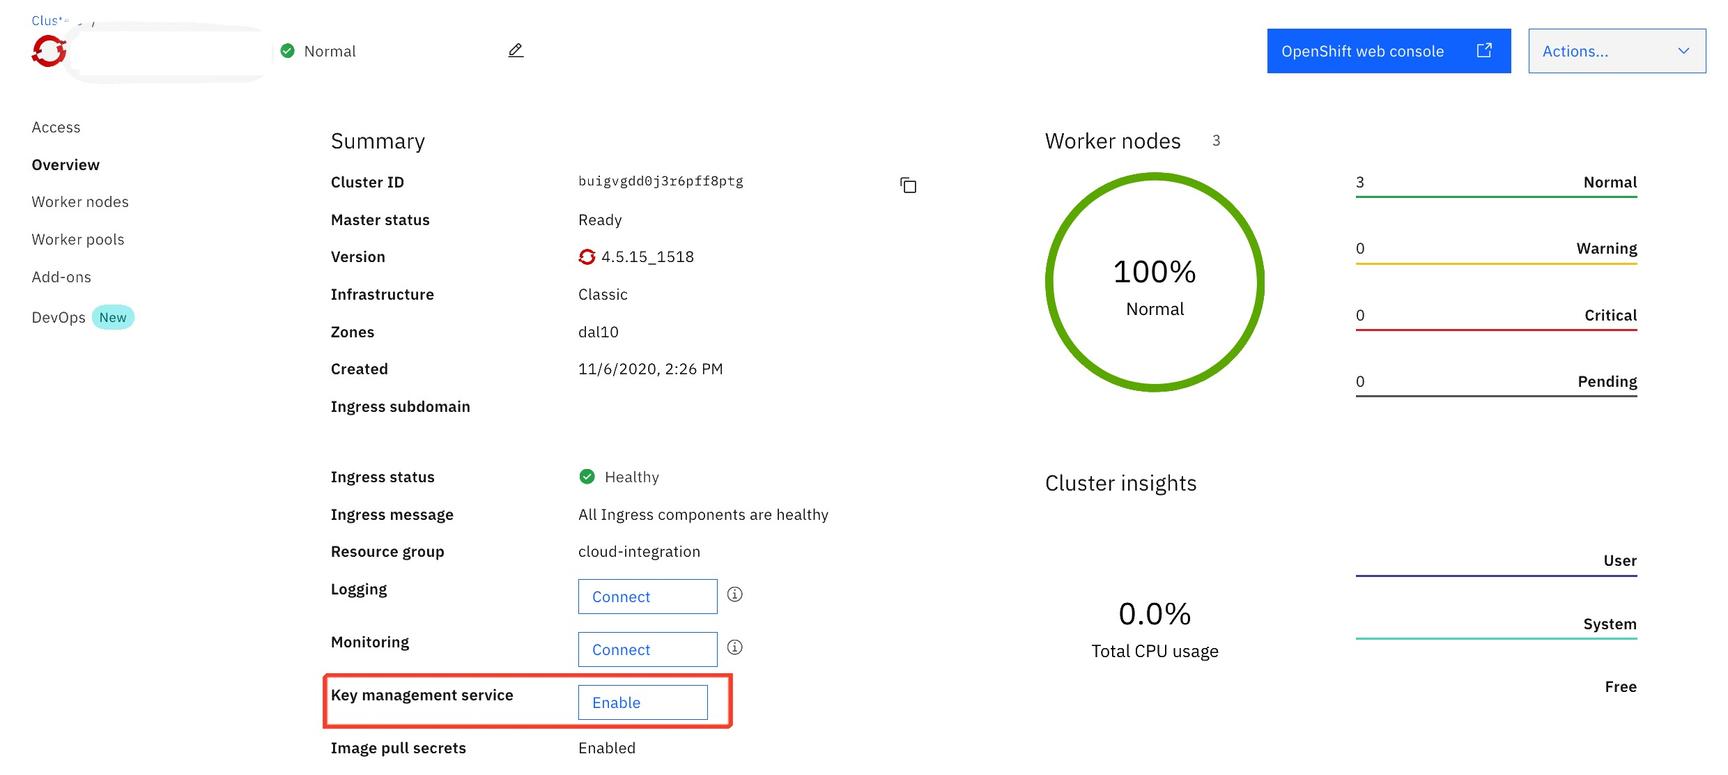 Normal
OpenShift web console
Actions...
Access
Overview
Worker nodes
Worker pools
Add-ons
DevOps New
Summary
Cluster ID buigvgdd0j3r6pff8ptg
Master status Ready
Version 4.5.15_1518
Infrastructure Classic
Zones dal10
Created 11/6/2020, 2:26 PM
Ingress subdomain
Ingress status Healthy
Ingress message All Ingress components are healthy
Resource group cloud-integration
Logging Connect
Monitoring Connect
Key management service Enable
Image pull secrets Enabled
Worker nodes 3
100%
Normal
3 Normal
0 Warning
0 Critical
0 Pending
Cluster insights
0.0%
Total CPU usage
User
System
Free